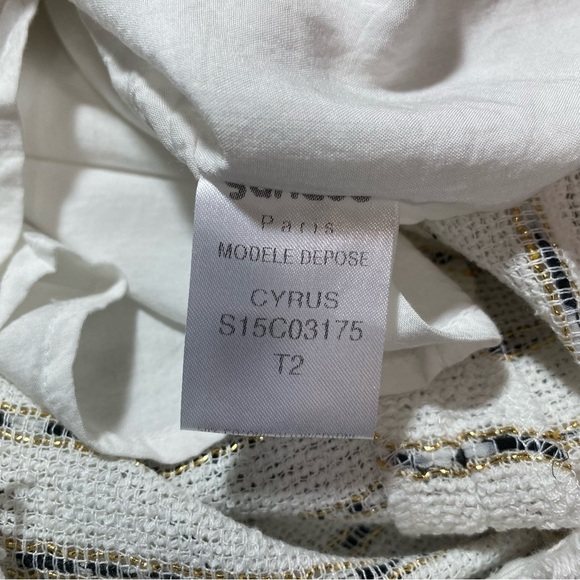 Paris
MODELE DEPOSE
CYRUS
S15C03175
T2